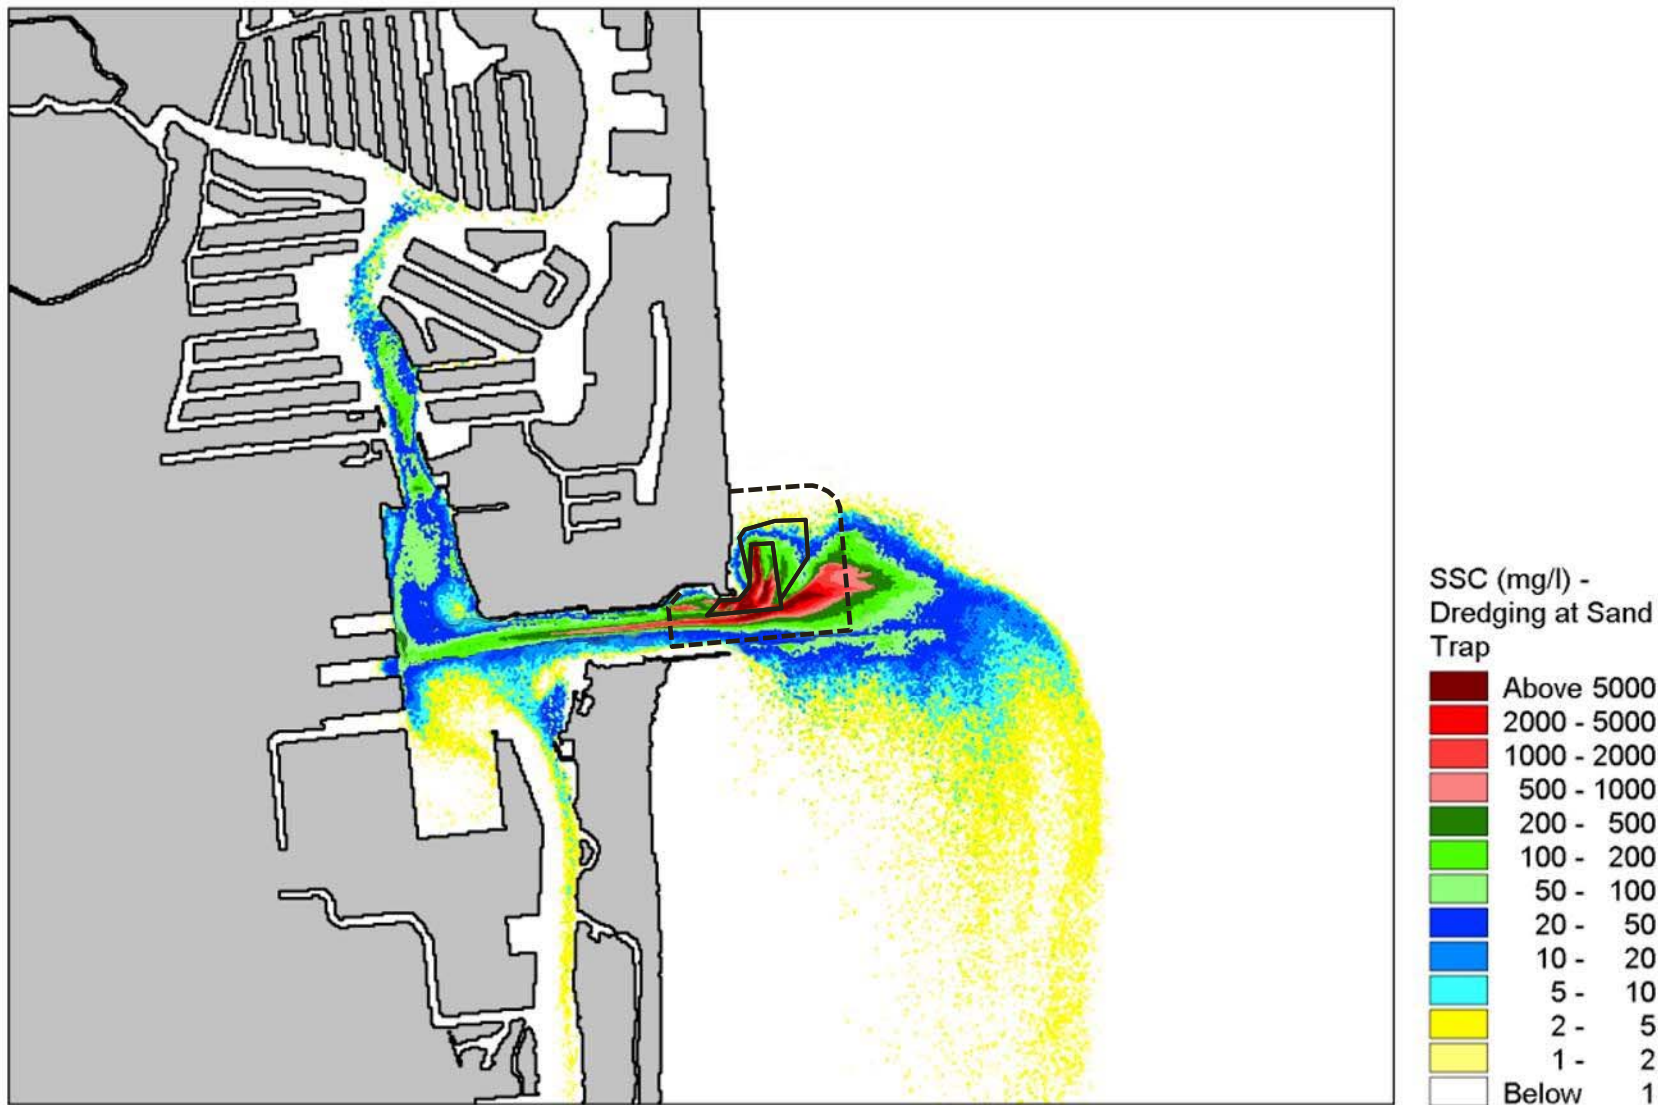 SSC (mg/l) -
Dredging at Sand
Trap
Above 5000
2000 - 5000
1000 - 2000
500 - 1000
200 - 500
100 - 200
50 - 100
20 - 50
10 - 20
5 - 10
2 - 5
1 - 2
Below 1